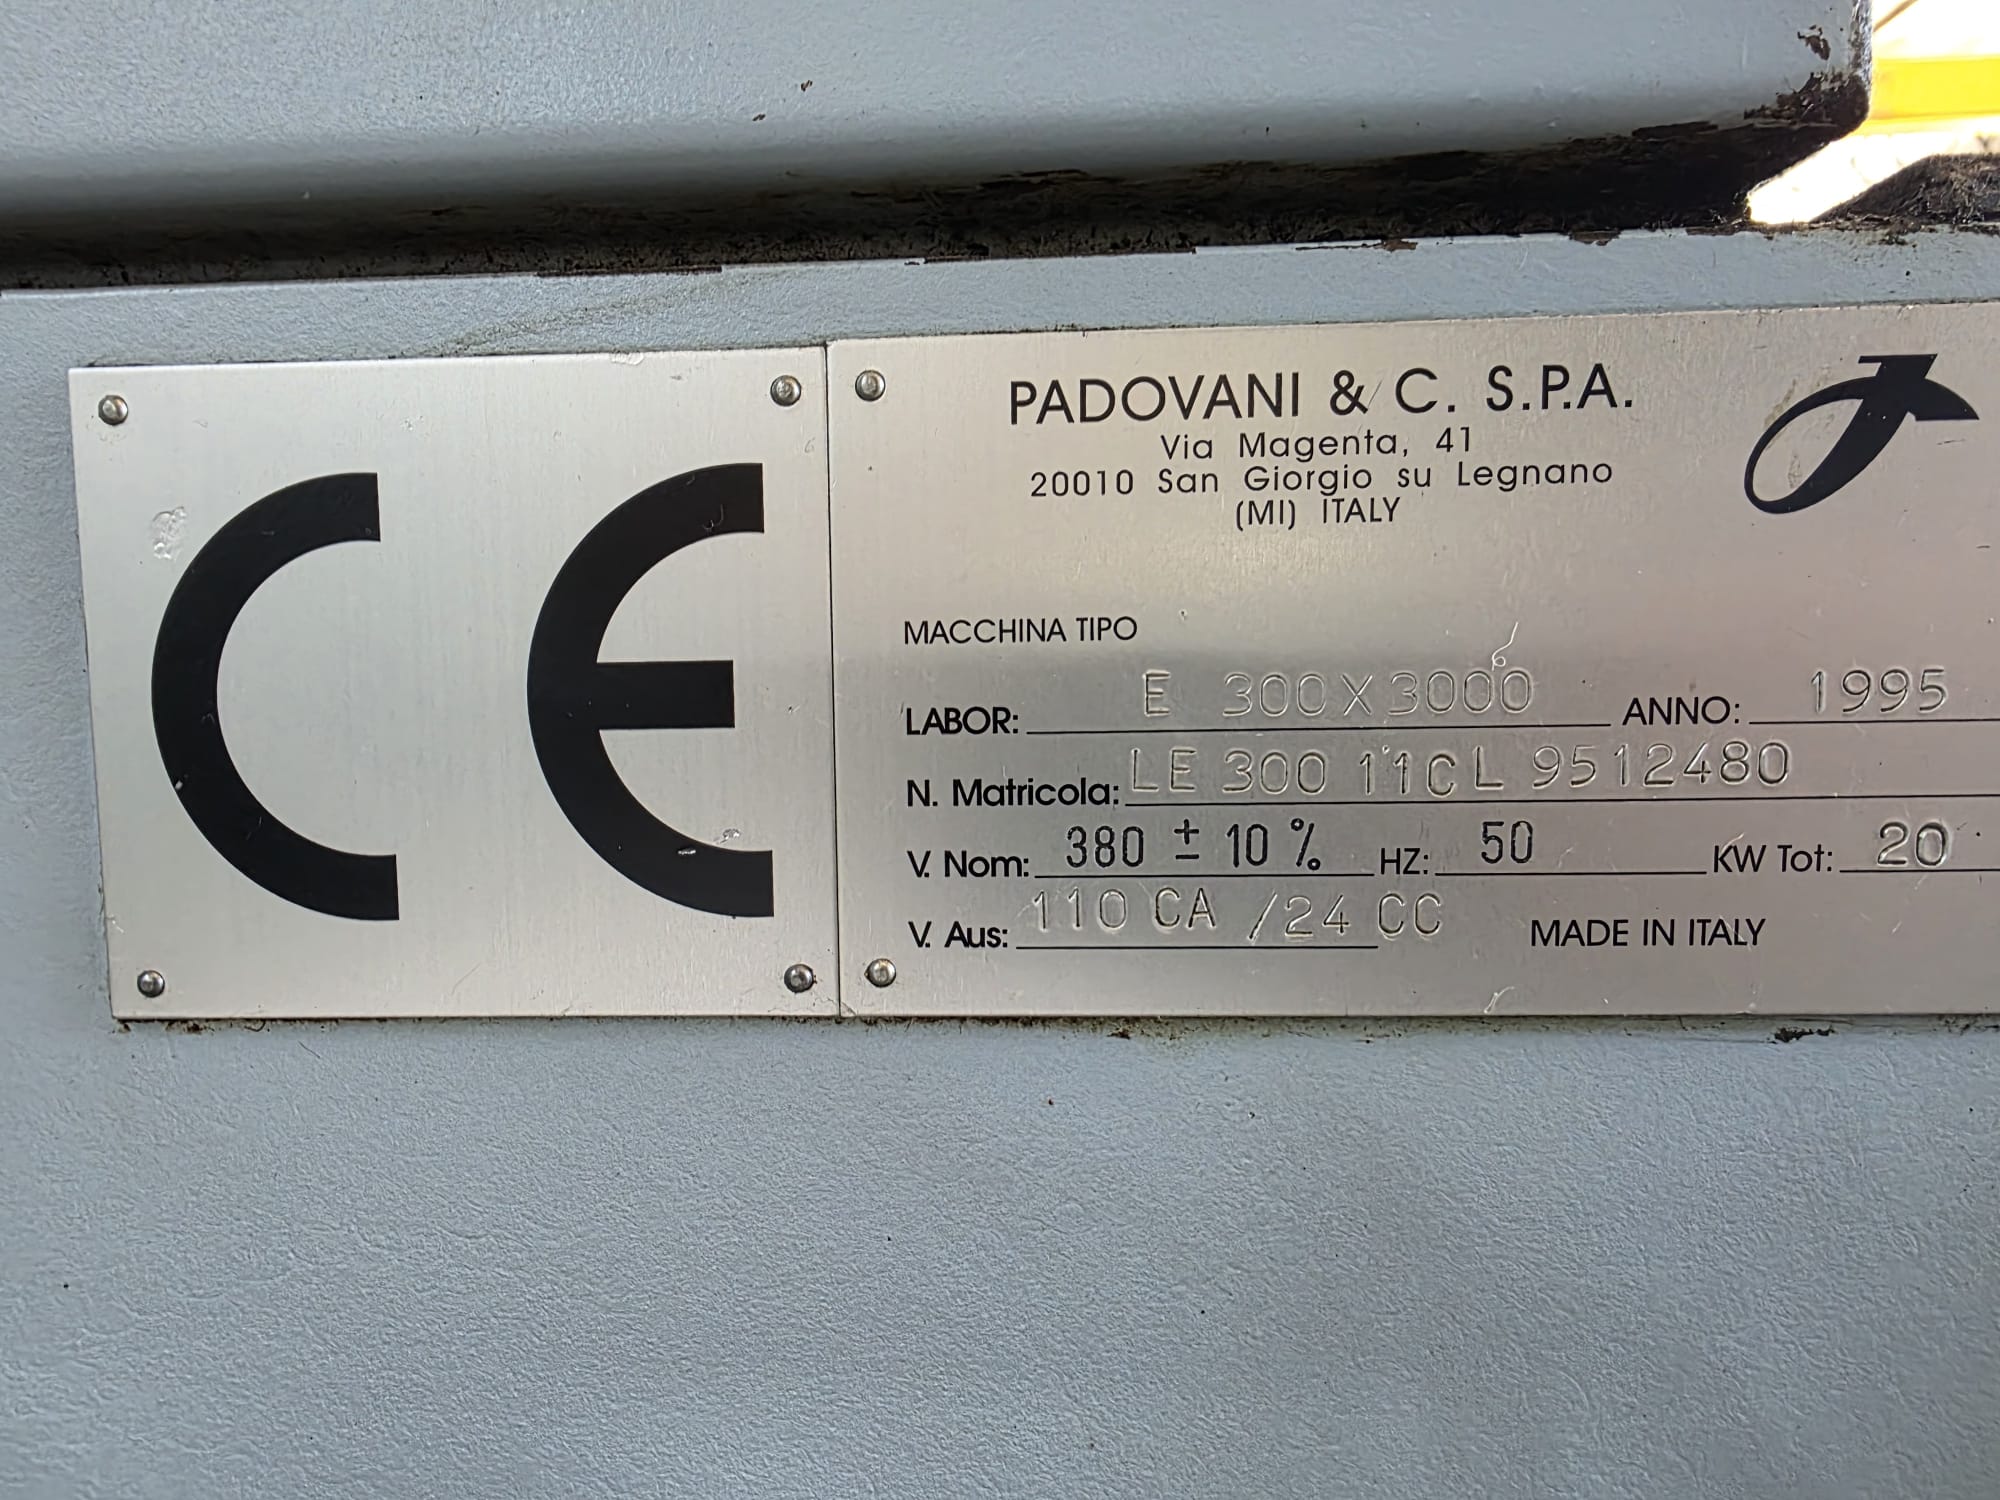 CE
PADOVANI & C. S.P.A.
Via Magenta, 41
20010 San Giorgio su Legnano
(MI) ITALY
MACCHINA TIPO
LABOR: E 300X3000 ANNO: 1995
N. Matricola: LE 300 11CL 9512480
V. Nom: 380 ± 10 % HZ: 50 KW Tot: 20
V. Aus: 110 CA /24 CC MADE IN ITALY